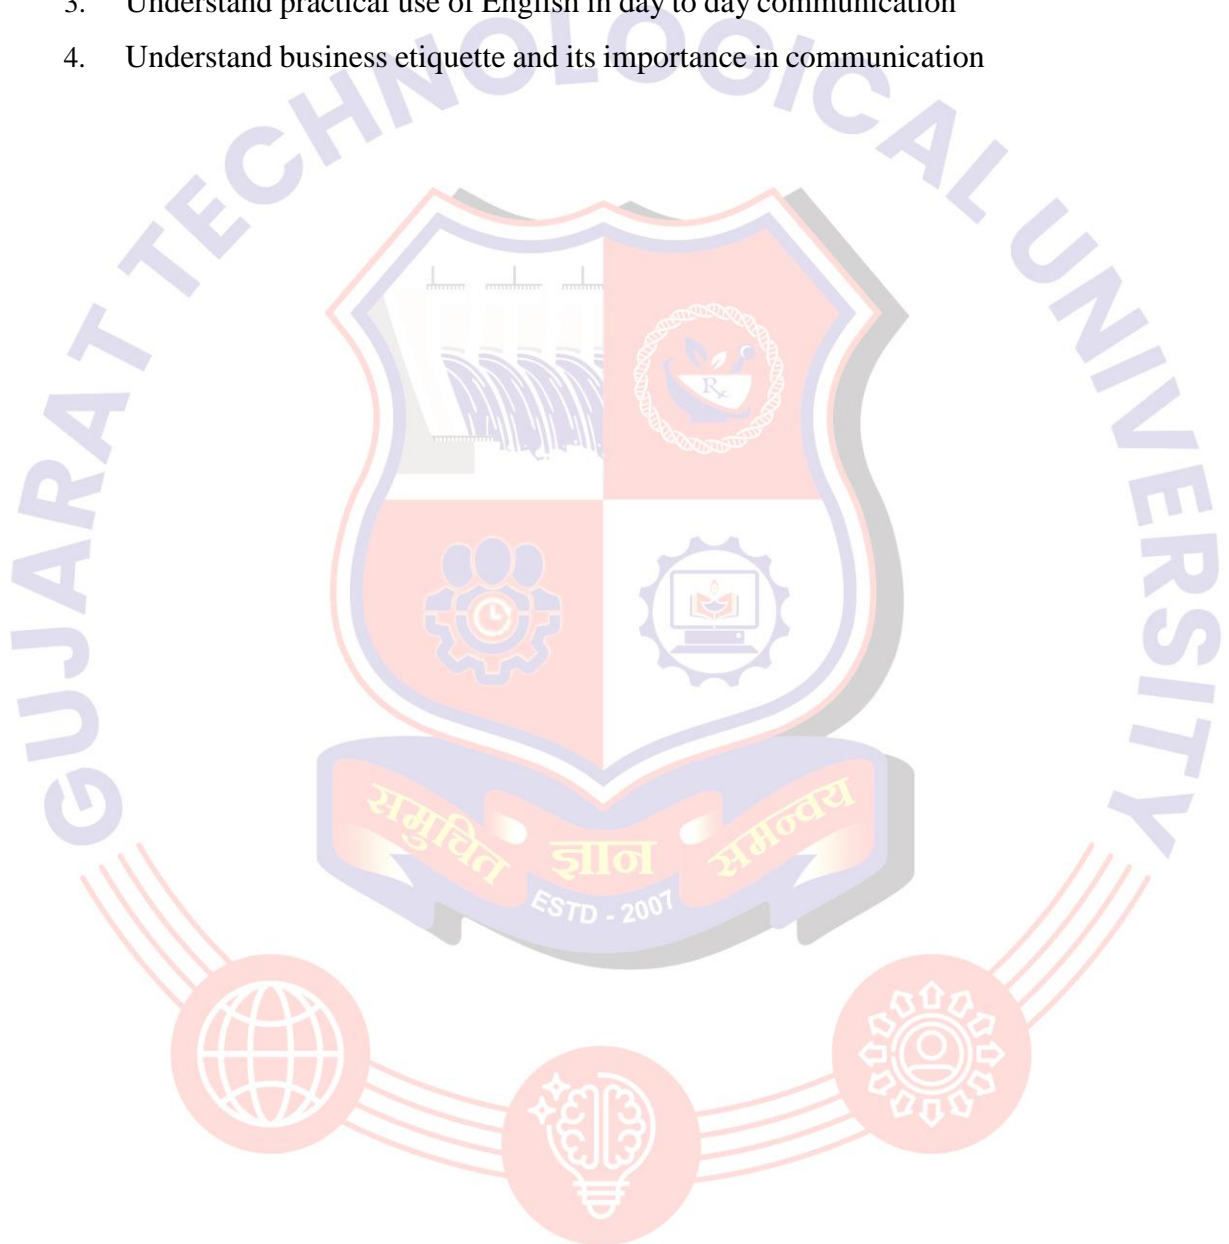 3. Understand practical use of English in day to day communication
4. Understand business etiquette and its importance in communication
GUJARAT TECHNOLOGICAL UNIVERSITY
Rx
समुचित ज्ञान समन्वय
ESTD - 2007